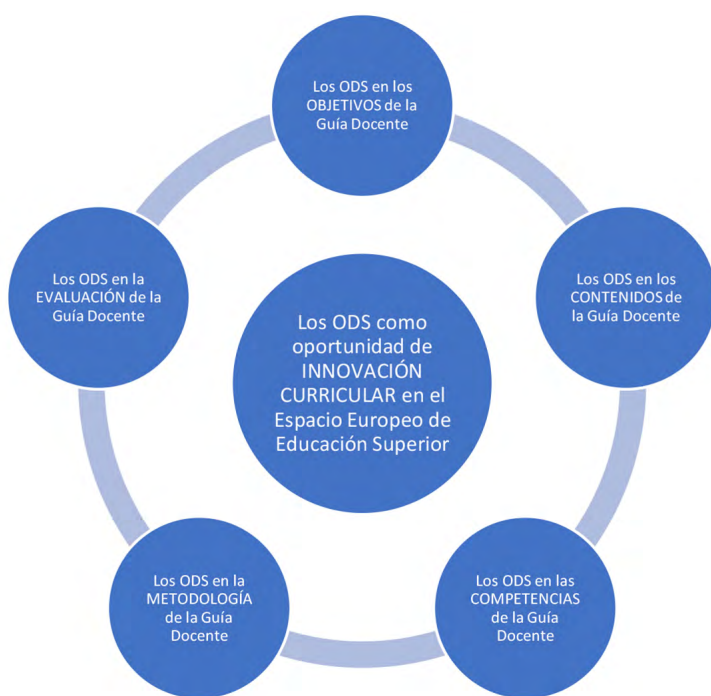 Los ODS en los
OBJETIVOS de la
Guía Docente
Los ODS en la
EVALUACIÓN de la
Guía Docente
Los ODS en los
CONTENIDOS de
la Guía Docente
Los ODS como
oportunidad de
INNOVACIÓN
CURRICULAR en el
Espacio Europeo de
Educación Superior
Los ODS en la
METODOLOGÍA
de la Guía
Docente
Los ODS en las
COMPETENCIAS
de la Guía
Docente